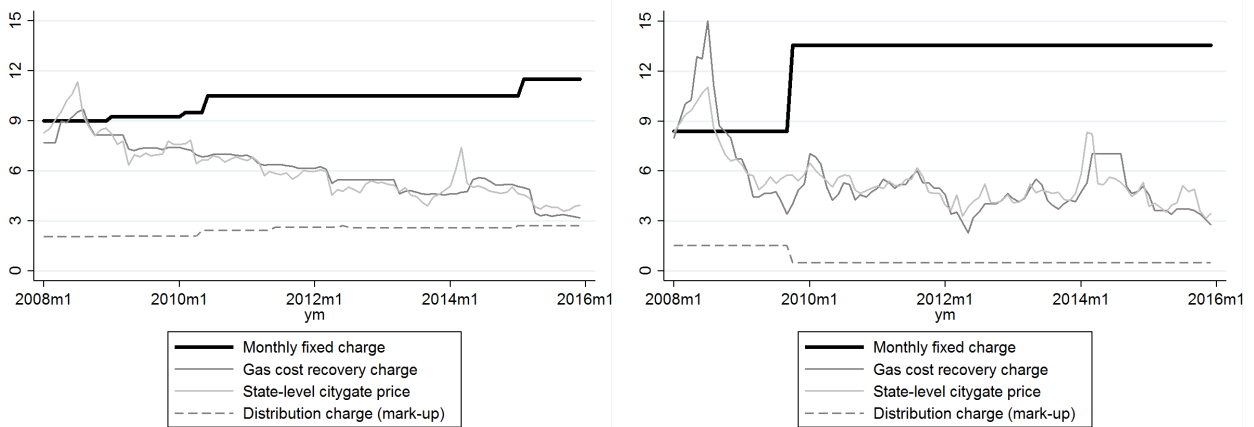 15
12
9
6
3
0
2008m1 2010m1 2012m1 2014m1 2016m1
ym
Monthly fixed charge
Gas cost recovery charge
State-level citygate price
Distribution charge (mark-up)
15
12
9
6
3
0
2008m1 2010m1 2012m1 2014m1 2016m1
ym
Monthly fixed charge
Gas cost recovery charge
State-level citygate price
Distribution charge (mark-up)